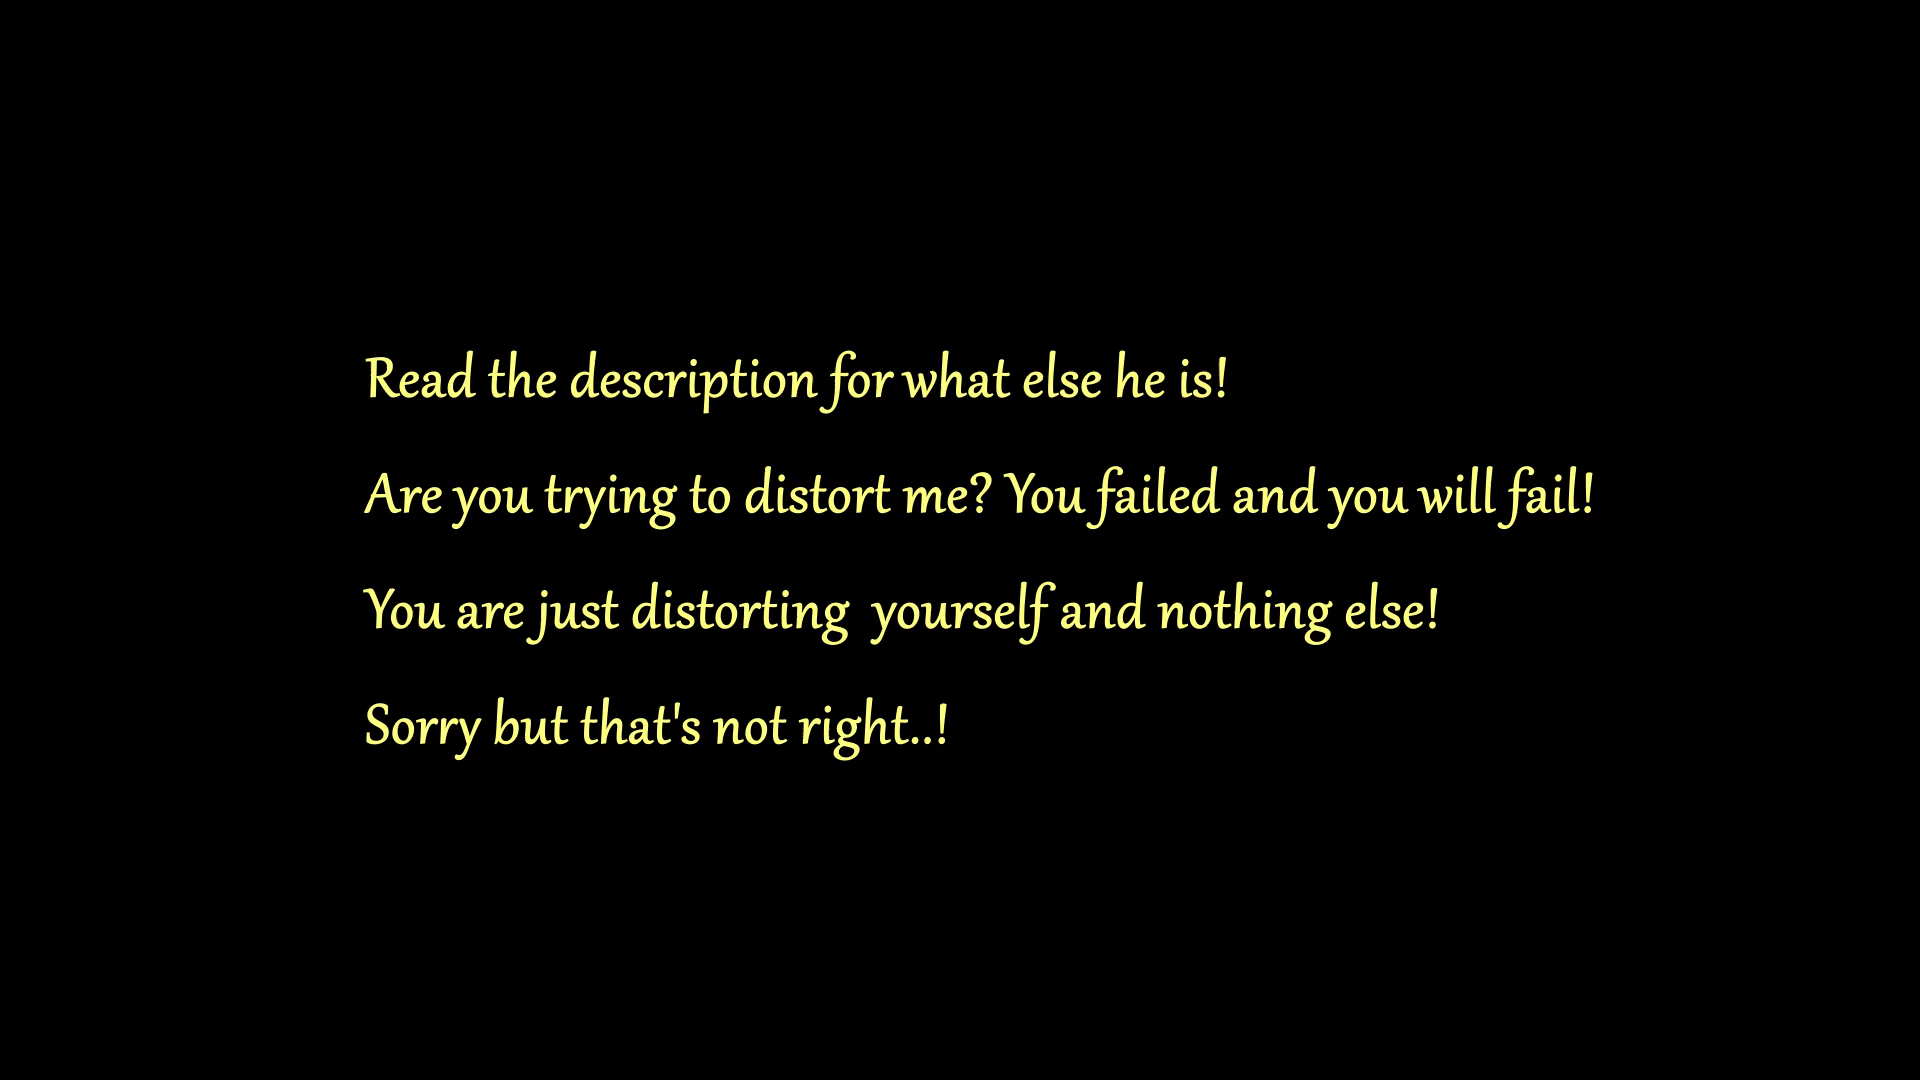 Read the description for what else he is!
Are you trying to distort me? You failed and you will fail!
You are just distorting  yourself and nothing else!
Sorry but that's not right..!